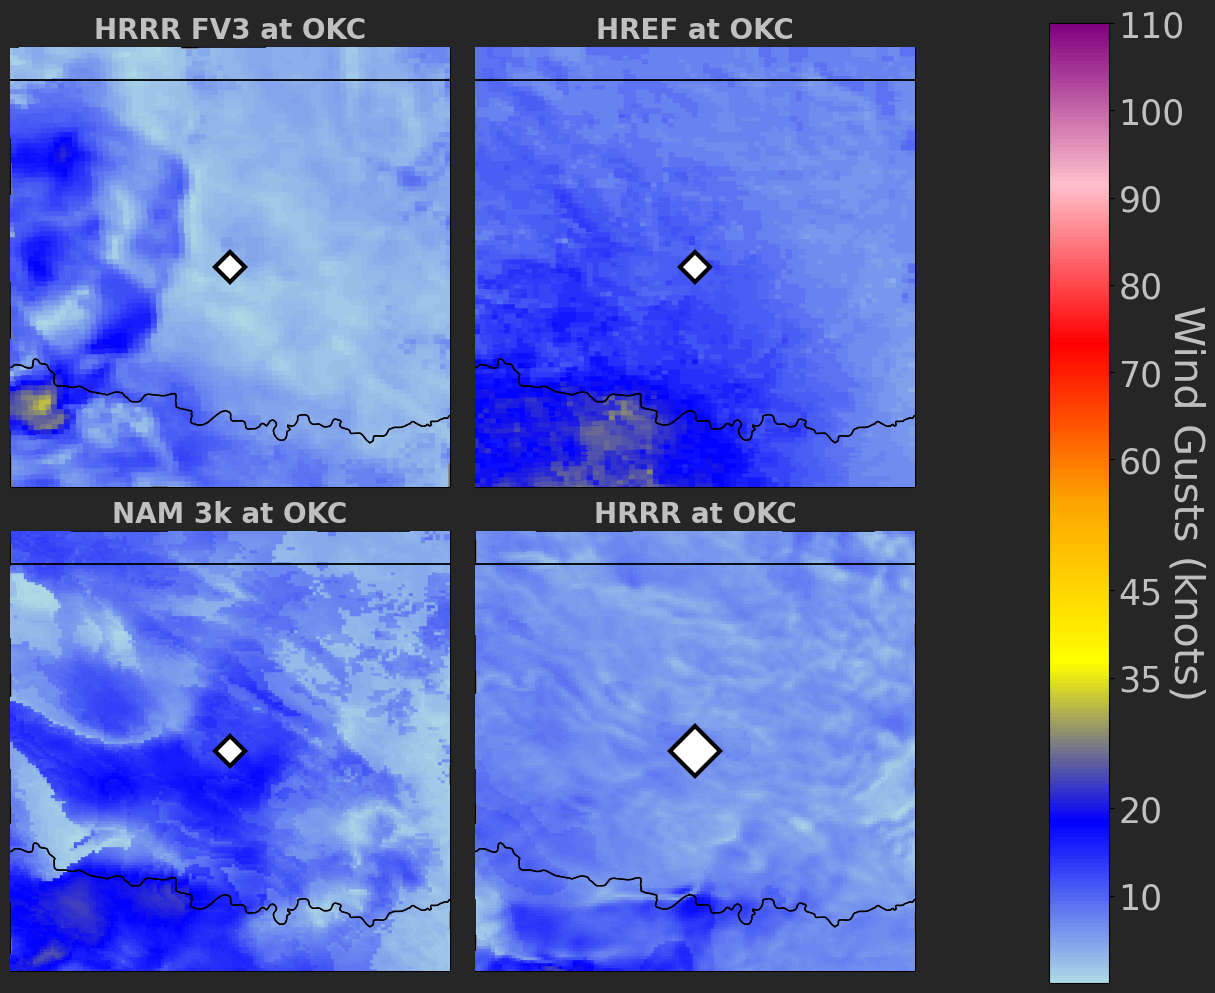 HRRR FV3 at OKC
HREF at OKC
NAM 3k at OKC
HRRR at OKC
110
100
90
80
70
60
45
35
20
10
Wind Gusts (knots)